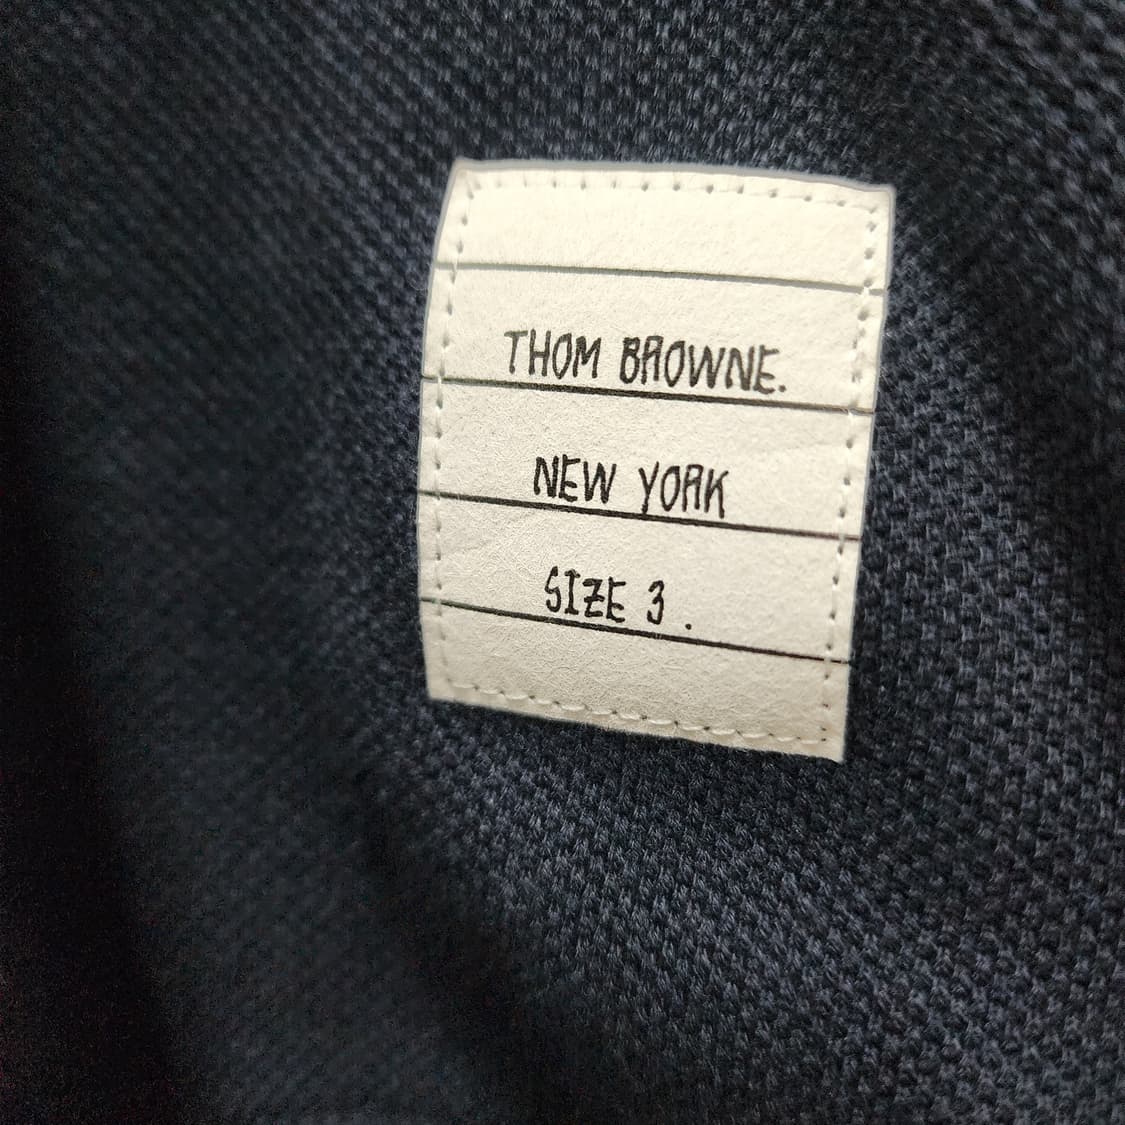 THOM BROWNE.
NEW YORK
SIZE 3 .